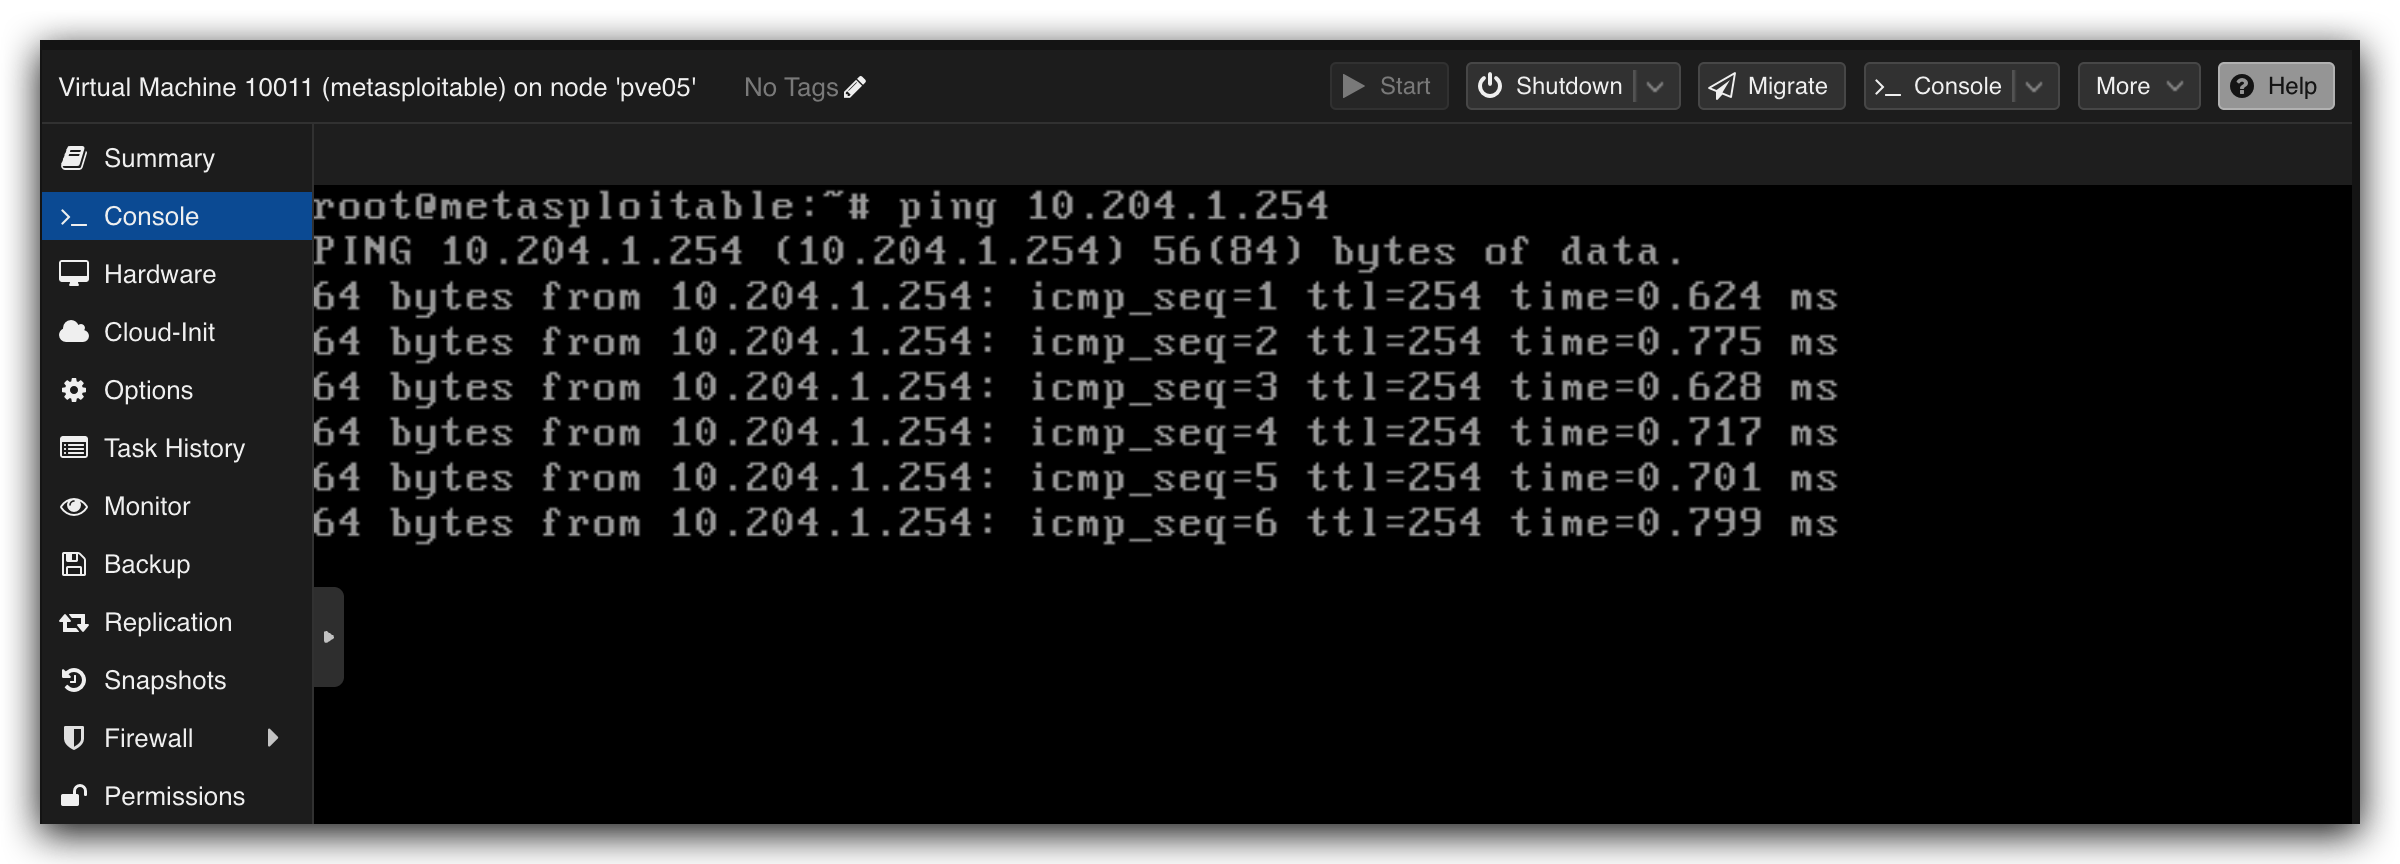 Virtual Machine 10011 (metasploitable) on node 'pve05' No Tags Start Shutdown Migrate Console More Help
Summary
Console
Hardware
Cloud-Init
Options
Task History
Monitor
Backup
Replication
Snapshots
Firewall
Permissions
root@metasploitable:~# ping 10.204.1.254
PING 10.204.1.254 (10.204.1.254) 56(84) bytes of data.
64 bytes from 10.204.1.254: icmp_seq=1 ttl=254 time=0.624 ms
64 bytes from 10.204.1.254: icmp_seq=2 ttl=254 time=0.775 ms
64 bytes from 10.204.1.254: icmp_seq=3 ttl=254 time=0.628 ms
64 bytes from 10.204.1.254: icmp_seq=4 ttl=254 time=0.717 ms
64 bytes from 10.204.1.254: icmp_seq=5 ttl=254 time=0.701 ms
64 bytes from 10.204.1.254: icmp_seq=6 ttl=254 time=0.799 ms